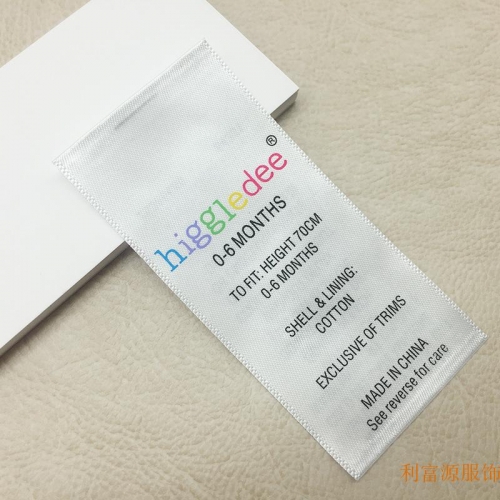 higgledee®
0-6 MONTHS
TO FIT: HEIGHT 70CM
0-6 MONTHS
SHELL & LINING:
COTTON
EXCLUSIVE OF TRIMS
MADE IN CHINA
See reverse for care
利富源服饰